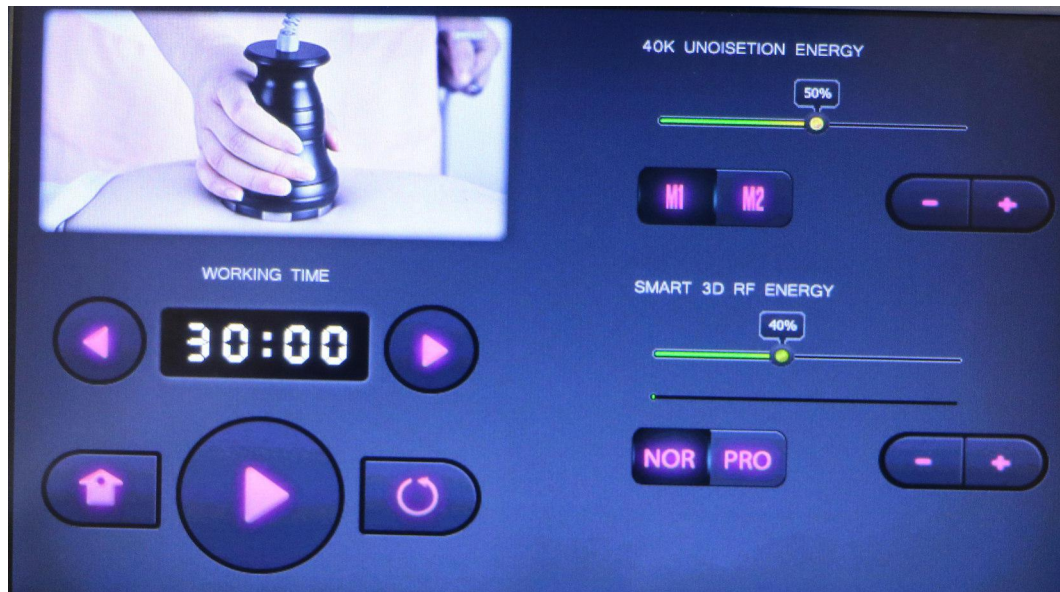 WORKING TIME
30:00
40K UNOISETION ENERGY
50%
M1 M2
- +
SMART 3D RF ENERGY
40%
NOR PRO
- +